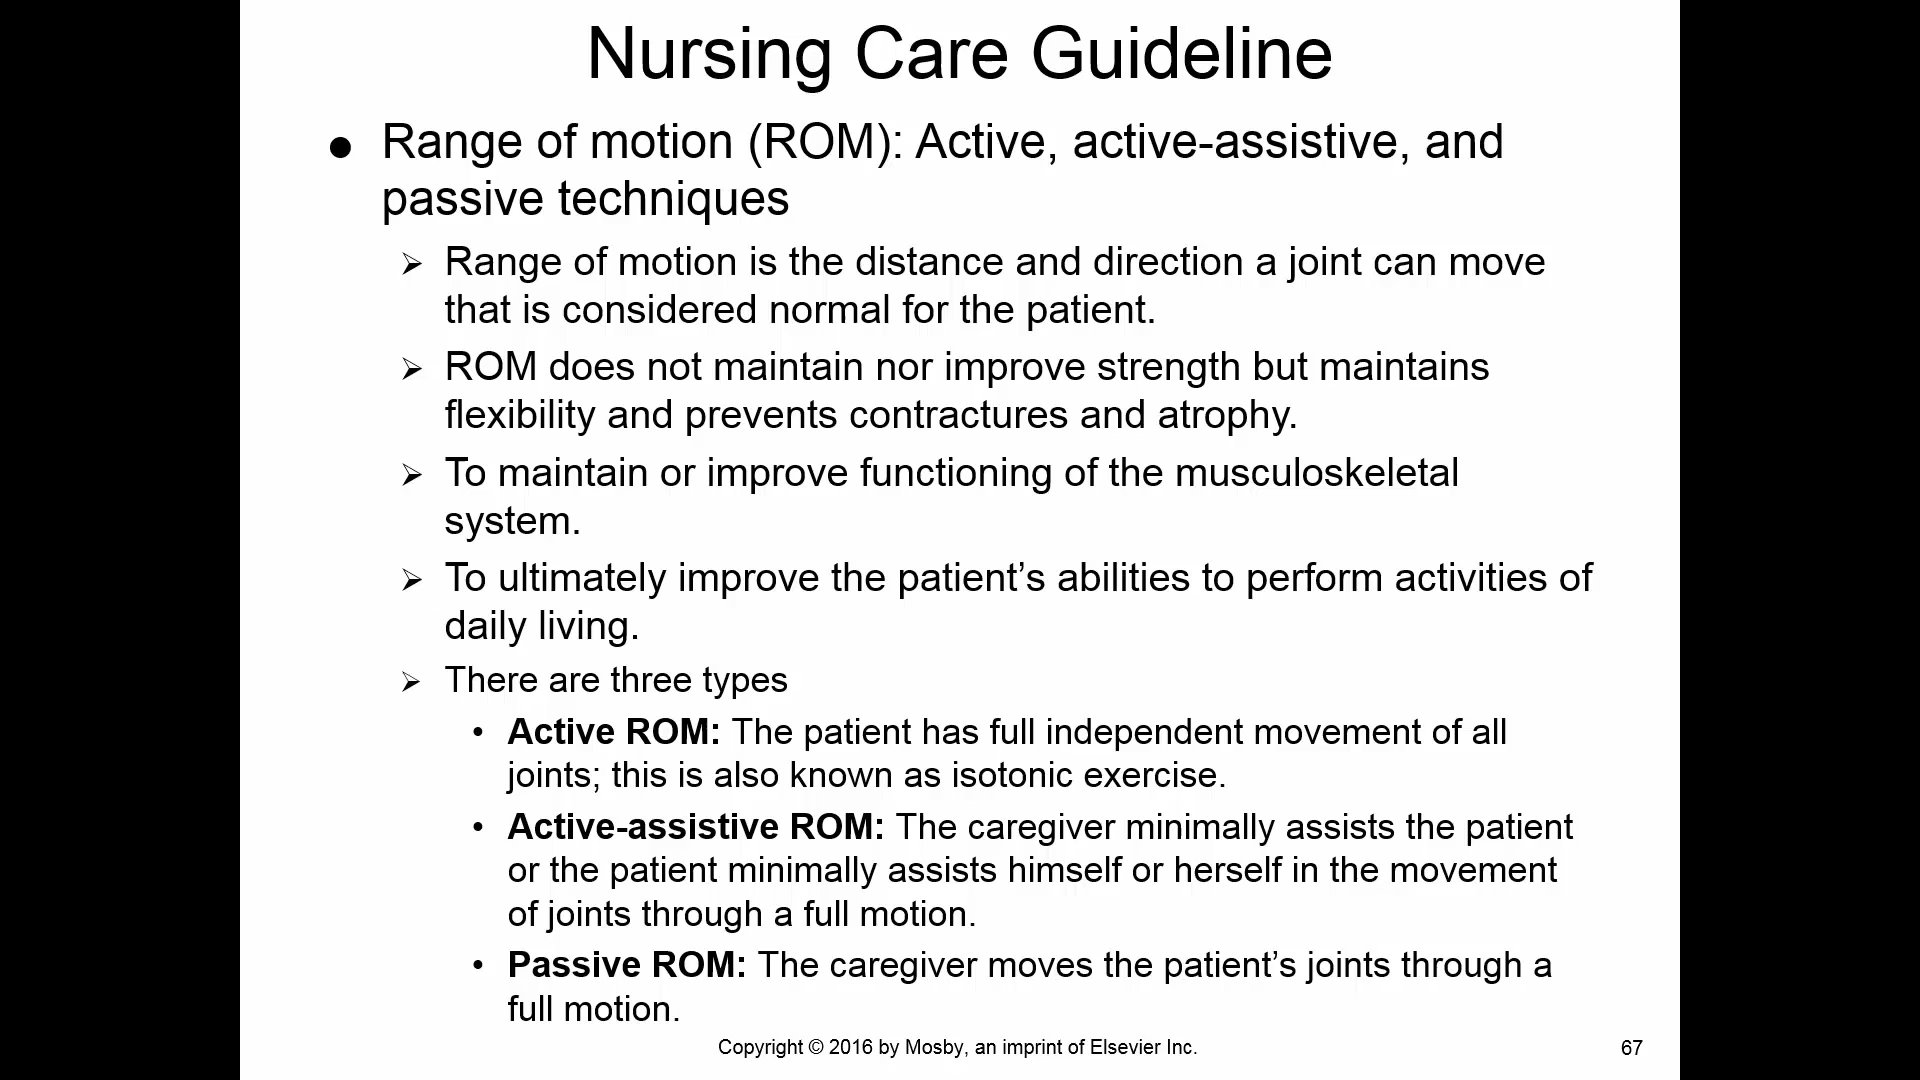 Nursing Care Guideline
● Range of motion (ROM): Active, active-assistive, and
passive techniques
➢ Range of motion is the distance and direction a joint can move
that is considered normal for the patient.
➢ ROM does not maintain nor improve strength but maintains
flexibility and prevents contractures and atrophy.
➢ To maintain or improve functioning of the musculoskeletal
system.
➢ To ultimately improve the patient’s abilities to perform activities of
daily living.
➢ There are three types
• Active ROM: The patient has full independent movement of all
joints; this is also known as isotonic exercise.
• Active-assistive ROM: The caregiver minimally assists the patient
or the patient minimally assists himself or herself in the movement
of joints through a full motion.
• Passive ROM: The caregiver moves the patient’s joints through a
full motion.
Copyright © 2016 by Mosby, an imprint of Elsevier Inc.
67